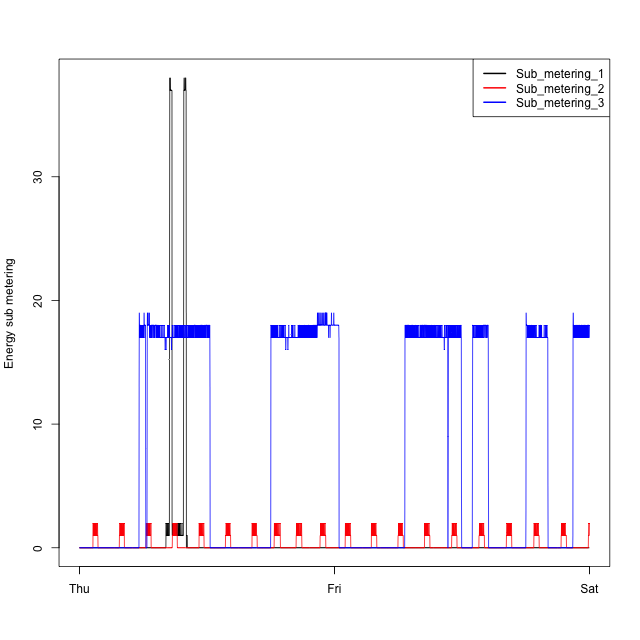 Sub_metering_1
Sub_metering_2
Sub_metering_3
Energy sub metering
30
20
10
0
Thu Fri Sat